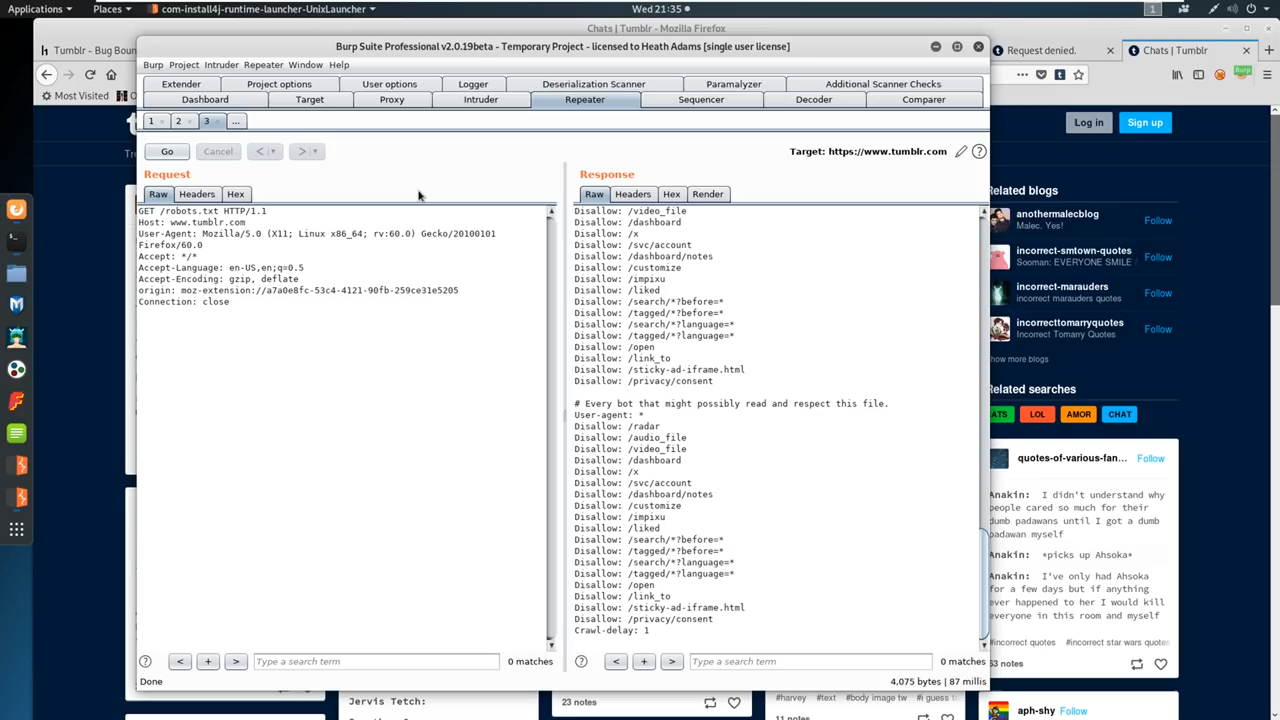 Applications
Places
com-install4j-runtime-launcher-UnixLauncher
Wed 21:35
1
Chats | Tumblr - Mozilla Firefox
Tumblr - Bug Boun
Request denied.
Chats | Tumblr
Most Visited
Burp
Burp Suite Professional v2.0.19beta - Temporary Project - licensed to Heath Adams [single user license]
Burp Project Intruder Repeater Window Help
Extender Project options User options Logger Deserialization Scanner Paramalyzer Additional Scanner Checks
Dashboard Target Proxy Intruder Repeater Sequencer Decoder Comparer
1 × 2 × 3 × ...
Go Cancel < > Target: https://www.tumblr.com ?
Request
Raw Headers Hex
GET /robots.txt HTTP/1.1
Host: www.tumblr.com
User-Agent: Mozilla/5.0 (X11; Linux x86_64; rv:60.0) Gecko/20100101
Firefox/60.0
Accept: */*
Accept-Language: en-US,en;q=0.5
Accept-Encoding: gzip, deflate
origin: moz-extension://a7a0e8fc-53c4-4121-90fb-259ce31e5205
Connection: close
? < + > Type a search term 0 matches
Done
Response
Raw Headers Hex Render
Disallow: /video_file
Disallow: /dashboard
Disallow: /x
Disallow: /svc/account
Disallow: /dashboard/notes
Disallow: /customize
Disallow: /impixu
Disallow: /liked
Disallow: /search/*?before=*
Disallow: /tagged/*?before=*
Disallow: /search/*?language=*
Disallow: /tagged/*?language=*
Disallow: /open
Disallow: /link_to
Disallow: /sticky-ad-iframe.html
Disallow: /privacy/consent
# Every bot that might possibly read and respect this file.
User-agent: *
Disallow: /radar
Disallow: /audio_file
Disallow: /video_file
Disallow: /dashboard
Disallow: /x
Disallow: /svc/account
Disallow: /dashboard/notes
Disallow: /customize
Disallow: /impixu
Disallow: /liked
Disallow: /search/*?before=*
Disallow: /tagged/*?before=*
Disallow: /search/*?language=*
Disallow: /tagged/*?language=*
Disallow: /open
Disallow: /link_to
Disallow: /sticky-ad-iframe.html
Disallow: /privacy/consent
Crawl-delay: 1
? < + > Type a search term 0 matches
4,075 bytes | 87 millis
Log in Sign up
Tre
Related blogs
anothermalecblog
Malec. Yes!
Follow
incorrect-smtown-quotes
Sooman: EVERYONE SMILE
Follow
incorrect-marauders
incorrect marauders quotes
Follow
incorrecttomarryquotes
Incorrect Tomarry Quotes
Follow
how more blogs
Related searches
ATS LOL AMOR CHAT
quotes-of-various-fan... Follow
Anakin: I didn't understand why
people cared so much for their
dumb padawans until I got a dumb
padawan myself
Anakin: *picks up Ahsoka*
Anakin: I've only had Ahsoka
for a few days but if anything
ever happened to her I would kill
everyone in this room and myself
#incorrect quotes #incorrect star wars quotes
63 notes
aph-shy Follow
Jervis Tetch:
23 notes
#harvey #text #body image tw #i guess t
11 notes